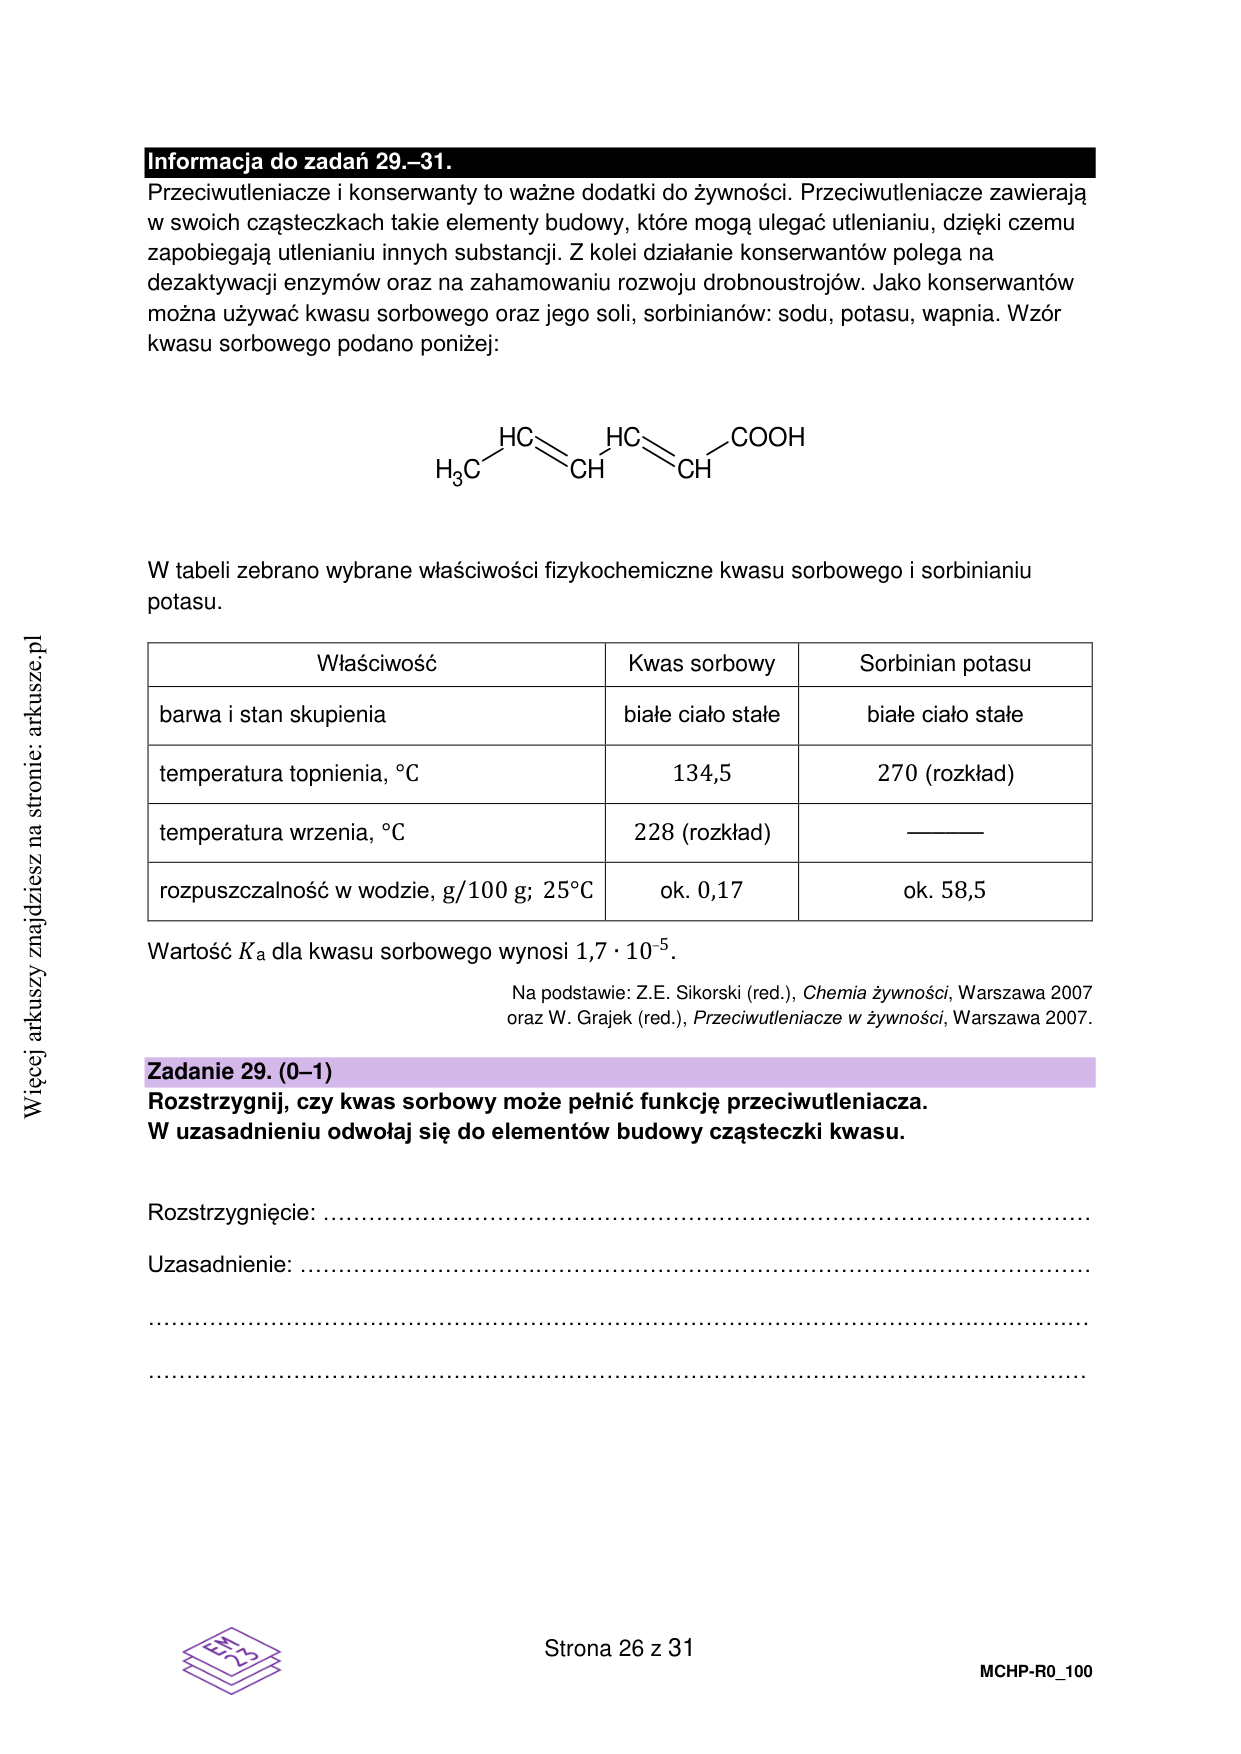 Informacja do zadań 29.–31.
Przeciwutleniacze i konserwanty to ważne dodatki do żywności. Przeciwutleniacze zawierają
w swoich cząsteczkach takie elementy budowy, które mogą ulegać utlenianiu, dzięki czemu
zapobiegają utlenianiu innych substancji. Z kolei działanie konserwantów polega na
dezaktywacji enzymów oraz na zahamowaniu rozwoju drobnoustrojów. Jako konserwantów
można używać kwasu sorbowego oraz jego soli, sorbinianów: sodu, potasu, wapnia. Wzór
kwasu sorbowego podano poniżej:
HC HC COOH
H3C CH CH
W tabeli zebrano wybrane właściwości fizykochemiczne kwasu sorbowego i sorbinianu
potasu.
Właściwość Kwas sorbowy Sorbinian potasu
barwa i stan skupienia białe ciało stałe białe ciało stałe
temperatura topnienia, °C 134,5 270 (rozkład)
temperatura wrzenia, °C 228 (rozkład) ———
rozpuszczalność w wodzie, g/100 g; 25°C ok. 0,17 ok. 58,5
Wartość Ka dla kwasu sorbowego wynosi 1,7 · 10–5.
Na podstawie: Z.E. Sikorski (red.), Chemia żywności, Warszawa 2007
oraz W. Grajek (red.), Przeciwutleniacze w żywności, Warszawa 2007.
Zadanie 29. (0–1)
Rozstrzygnij, czy kwas sorbowy może pełnić funkcję przeciwutleniacza.
W uzasadnieniu odwołaj się do elementów budowy cząsteczki kwasu.
Rozstrzygnięcie: ……………………………………………………………………………
Uzasadnienie: ………………………………………………………………………………
………………………………………………………………………………………………
………………………………………………………………………………………………
Więcej arkuszy znajdziesz na stronie: arkusze.pl
EM
23
Strona 26 z 31
MCHP-R0_100